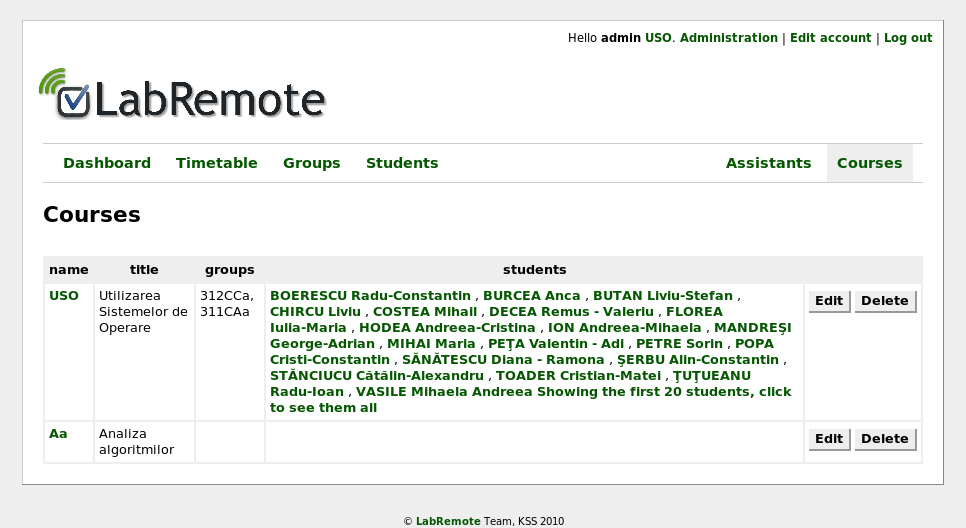 Hello admin USO. Administration | Edit account | Log out
LabRemote
Dashboard Timetable Groups Students Assistants Courses
Courses
name title groups students
USO
Utilizarea
Sistemelor de
Operare
312CCa,
311CAa
BOERESCU Radu-Constantin , BURCEA Anca , BUTAN Liviu-Stefan ,
CHIRCU Liviu , COSTEA Mihail , DECEA Remus - Valeriu , FLOREA
Iulia-Maria , HODEA Andreea-Cristina , ION Andreea-Mihaela , MANDREŞI
George-Adrian , MIHAI Maria , PEŢA Valentin - Adi , PETRE Sorin , POPA
Cristi-Constantin , SĂNĂTESCU Diana - Ramona , ŞERBU Alin-Constantin ,
STĂNCIUCU Cătălin-Alexandru , TOADER Cristian-Matei , ŢUŢUEANU
Radu-Ioan , VASILE Mihaela Andreea Showing the first 20 students, click
to see them all
Edit Delete
Aa
Analiza
algoritmilor
Edit Delete
© LabRemote Team, KSS 2010